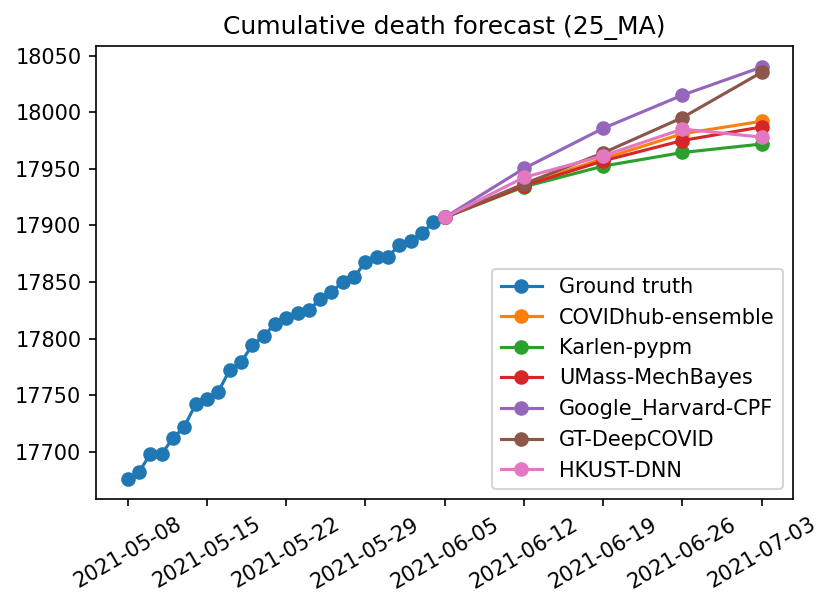 Cumulative death forecast (25_MA)
18050
18000
17950
17900
17850
17800
17750
17700
Ground truth
COVIDhub-ensemble
Karlen-pypm
UMass-MechBayes
Google_Harvard-CPF
GT-DeepCOVID
HKUST-DNN
2021-05-08
2021-05-15
2021-05-22
2021-05-29
2021-06-05
2021-06-12
2021-06-19
2021-06-26
2021-07-03